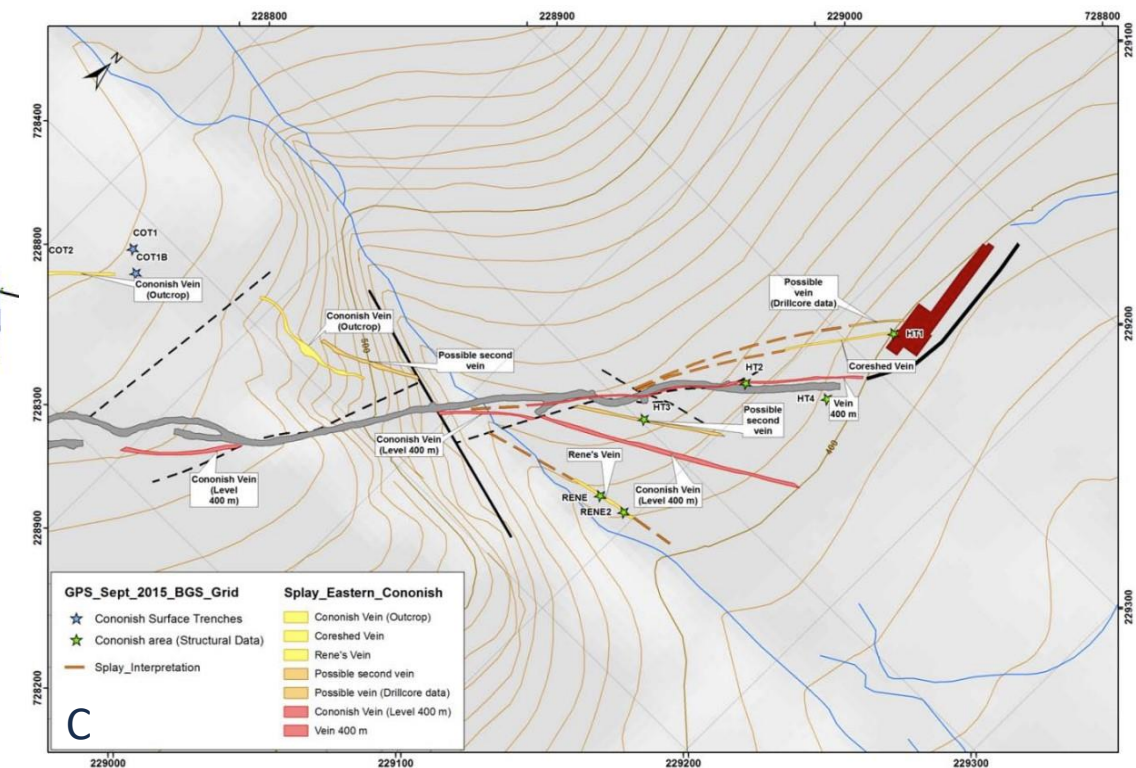 228800
228900
229000
728800
229100
N
728400
COT1
228800
COT2
COT1B
Cononish Vein
(Outcrop)
Possible
vein
(Drillcore data)
229200
Cononish Vein
(Outcrop)
HT1
500
Possible second
vein
HT2
Coreshed Vein
728300
HT3
HT4
Vein
400 m
Possible
second
vein
Cononish Vein
(Level 400 m)
400
Rene's Vein
Cononish Vein
(Level
400 m)
RENE
Cononish Vein
(Level 400 m)
RENE2
228900
GPS_Sept_2015_BGS_Grid
Cononish Surface Trenches
Cononish area (Structural Data)
Splay_Interpretation
Splay_Eastern_Cononish
Cononish Vein (Outcrop)
Coreshed Vein
Rene's Vein
Possible second vein
Possible vein (Drillcore data)
Cononish Vein (Level 400 m)
Vein 400 m
229300
728200
C
229000
229100
229200
229300